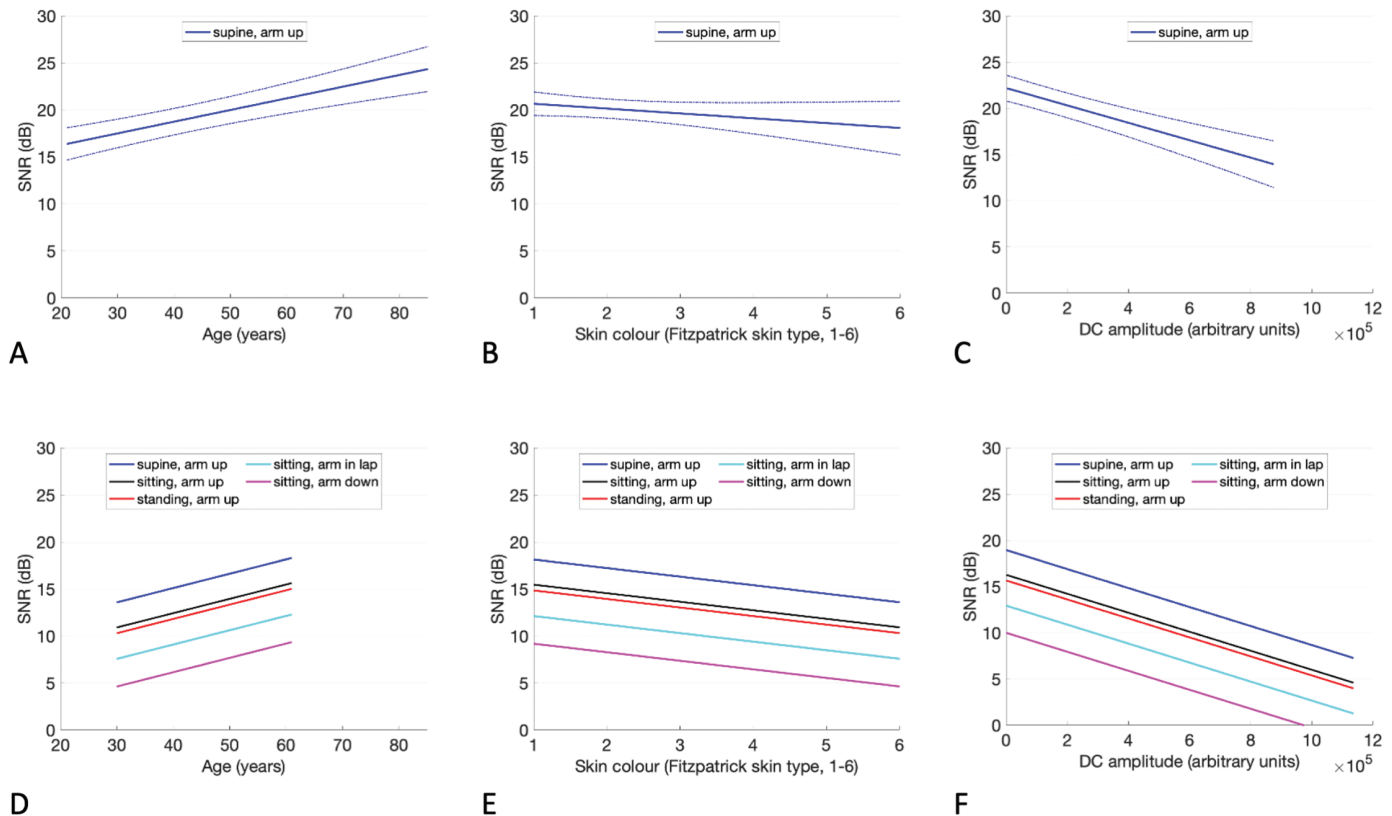 30
25
20
15
10
5
0
SNR (dB)
supine, arm up
20 30 40 50 60 70 80
Age (years)
A
30
25
20
15
10
5
0
SNR (dB)
supine, arm up
1 2 3 4 5 6
Skin colour (Fitzpatrick skin type, 1-6)
B
30
25
20
15
10
5
0
SNR (dB)
supine, arm up
0 2 4 6 8 10 12
DC amplitude (arbitrary units) ×10⁵
C
30
25
20
15
10
5
0
SNR (dB)
supine, arm up sitting, arm in lap
sitting, arm up sitting, arm down
standing, arm up
20 30 40 50 60 70 80
Age (years)
D
30
25
20
15
10
5
0
SNR (dB)
supine, arm up sitting, arm in lap
sitting, arm up sitting, arm down
standing, arm up
1 2 3 4 5 6
Skin colour (Fitzpatrick skin type, 1-6)
E
30
25
20
15
10
5
0
SNR (dB)
supine, arm up sitting, arm in lap
sitting, arm up sitting, arm down
standing, arm up
0 2 4 6 8 10 12
DC amplitude (arbitrary units) ×10⁵
F